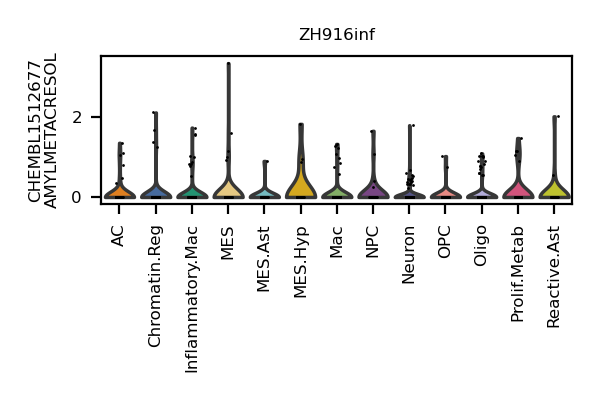 ZH916inf
CHEMBL1512677
AMYLMETACRESOL
2
0
AC
Chromatin.Reg
Inflammatory.Mac
MES
MES.Ast
MES.Hyp
Mac
NPC
Neuron
OPC
Oligo
Prolif.Metab
Reactive.Ast